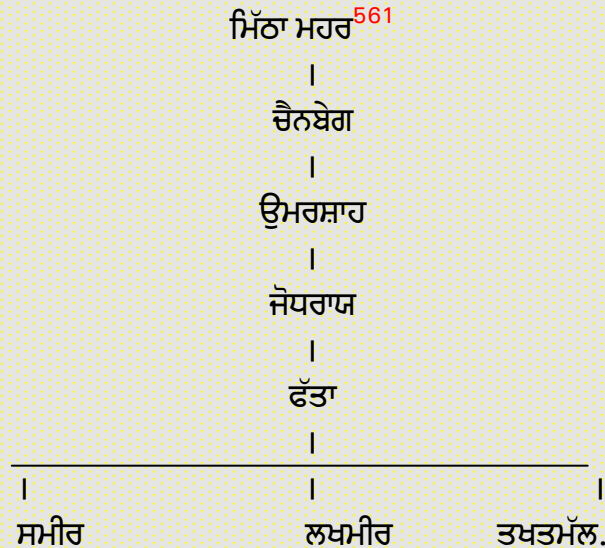 ਮਿੱਠਾ ਮਹਰ561
ਚੈਨਬੇਗ
ਉਮਰਸ਼ਾਹ
ਜੋਧਰਾਯ
ਫੱਤਾ
ਸਮੀਰ ਲਖਮੀਰ ਤਖਤਮੱਲ.